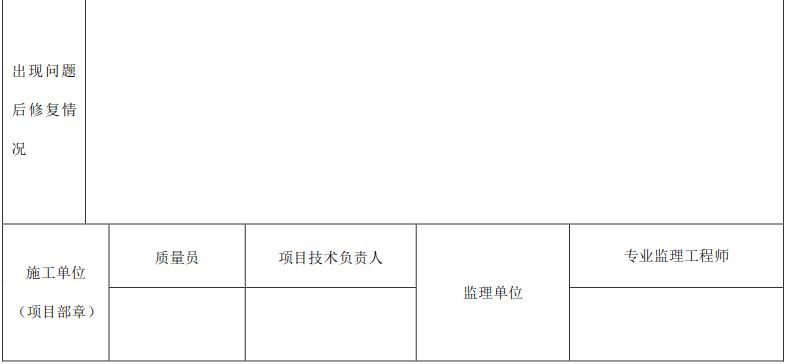 出现问题
后修复情
况
质量员
项目技术负责人
专业监理工程师
施工单位
（项目部章）
监理单位